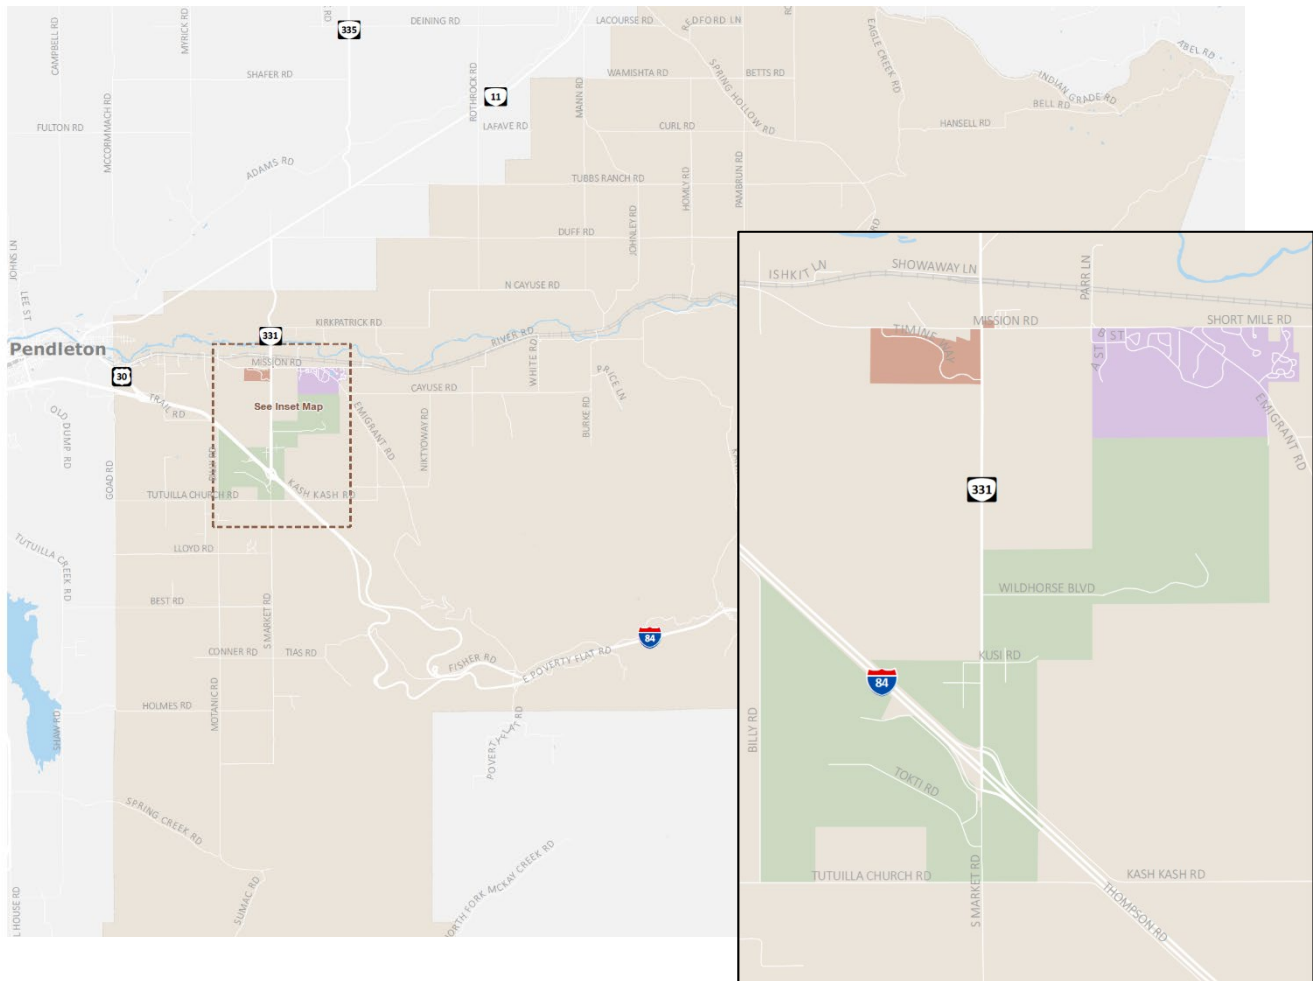 CAMPBELL RD
MYRICK RD
335
DEINING RD
LACOURSE RD
REDFORD LN
EAGLE CREEK RD
ABEL RD
SHAFER RD
ROTHROCK RD
MANN RD
WAMISHTA RD
BETTS RD
SPRING HOLLOW RD
INDIAN GRADE RD
BELL RD
11
MCCORMMACH RD
FULTON RD
LAFAVE RD
CURL RD
HANSELL RD
ADAMS RD
TUBBS RANCH RD
HOMLY RD
PAMBRUN RD
JOHNLEY RD
DUFF RD
RD
JOHNS LN
LEE ST
N CAYUSE RD
KIRKPATRICK RD
331
RIVER RD
Pendleton
MISSION RD
30
WHITE RD
PRICE LN
CAYUSE RD
TRAIL RD
See Inset Map
EMIGRANT RD
NIKTYOWAY RD
BURKE RD
OLD DUMP RD
GOAD RD
KASH KASH RD
TUTUILLA CHURCH RD
TUTUILLA CREEK RD
LLOYD RD
BEST RD
S MARKET RD
CONNER RD
TIAS RD
FISHER RD
E POVERTY FLAT RD
84
MOTANIC RD
HOLMES RD
SHAW RD
SPRING CREEK RD
SUMAC RD
MCKAY CREEK RD
HOUSE RD
ISHKIT LN
SHOWAWAY LN
PARR LN
TIMINE WAY
MISSION RD
SHORT MILE RD
A ST
B ST
EMIGRANT RD
331
WILDHORSE BLVD
KUSI RD
84
BILLY RD
TOKTI RD
TUTUILLA CHURCH RD
S MARKET RD
KASH KASH RD
THOMPSON RD